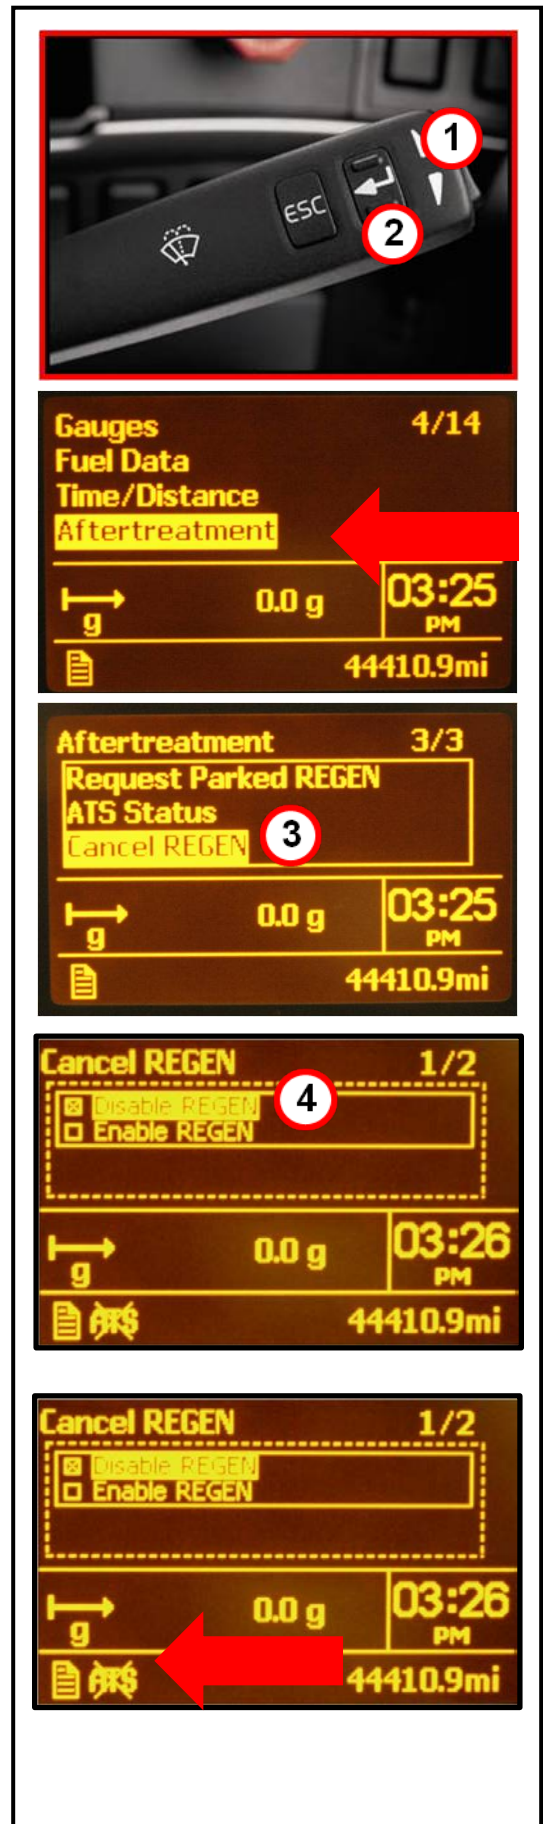 1
ESC
2
Gauges 4/14
Fuel Data
Time/Distance
Aftertreatment
g 0.0 g 03:25
PM
44410.9mi
Aftertreatment 3/3
Request Parked REGEN
ATS Status
Cancel REGEN 3
g 0.0 g 03:25
PM
44410.9mi
Cancel REGEN 1/2
Disable REGEN 4
Enable REGEN
g 0.0 g 03:26
PM
ATS 44410.9mi
Cancel REGEN 1/2
Disable REGEN
Enable REGEN
g 0.0 g 03:26
PM
ATS 44410.9mi